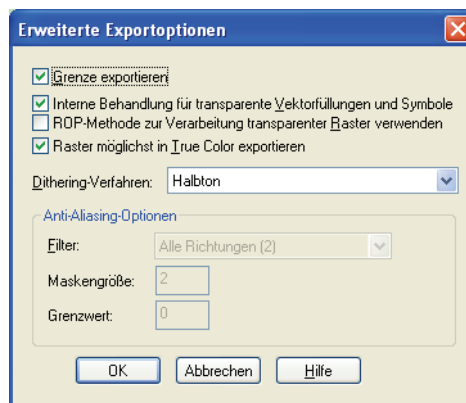 Erweiterte Exportoptionen
Grenze exportieren
Interne Behandlung für transparente Vektorfüllungen und Symbole
ROP-Methode zur Verarbeitung transparenter Raster verwenden
Raster möglichst in True Color exportieren
Dithering-Verfahren: Halbton
Anti-Aliasing-Optionen
Filter: Alle Richtungen (2)
Maskengröße: 2
Grenzwert: 0
OK Abbrechen Hilfe